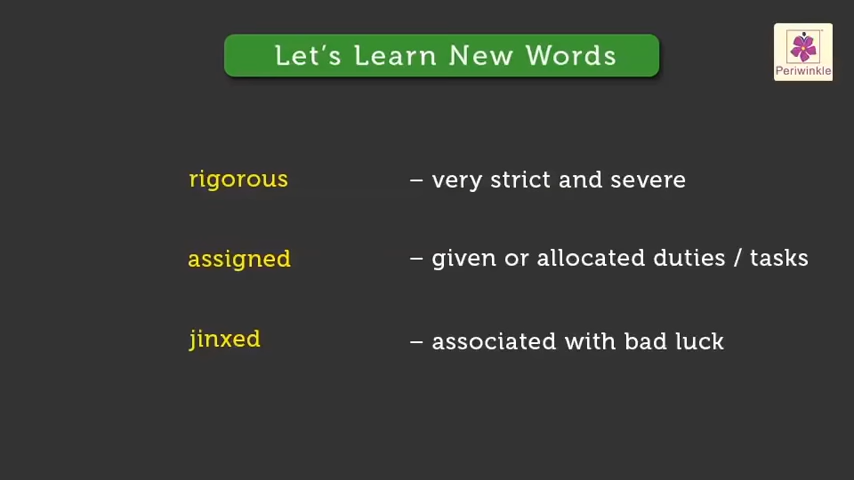 Let's Learn New Words
Periwinkle
rigorous – very strict and severe
assigned – given or allocated duties / tasks
jinxed – associated with bad luck